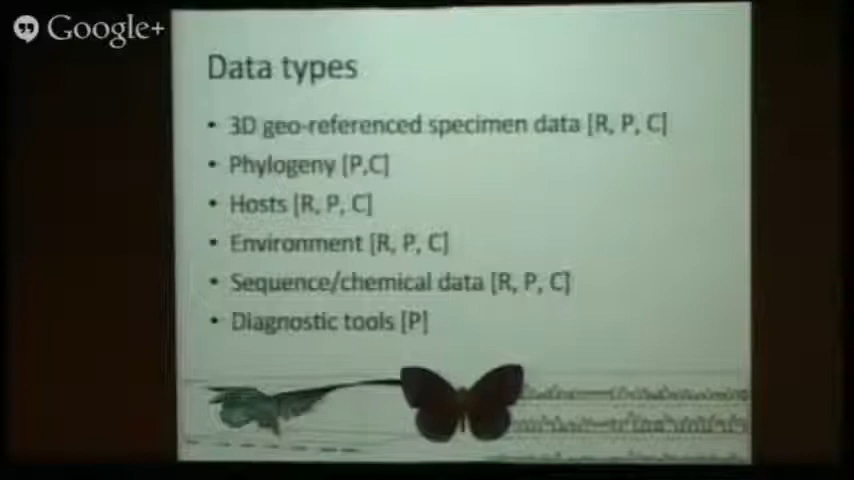 Google+
Data types
• 3D geo-referenced specimen data [R, P, C]
• Phylogeny [P,C]
• Hosts [R, P, C]
• Environment [R, P, C]
• Sequence/chemical data [R, P, C]
• Diagnostic tools [P]